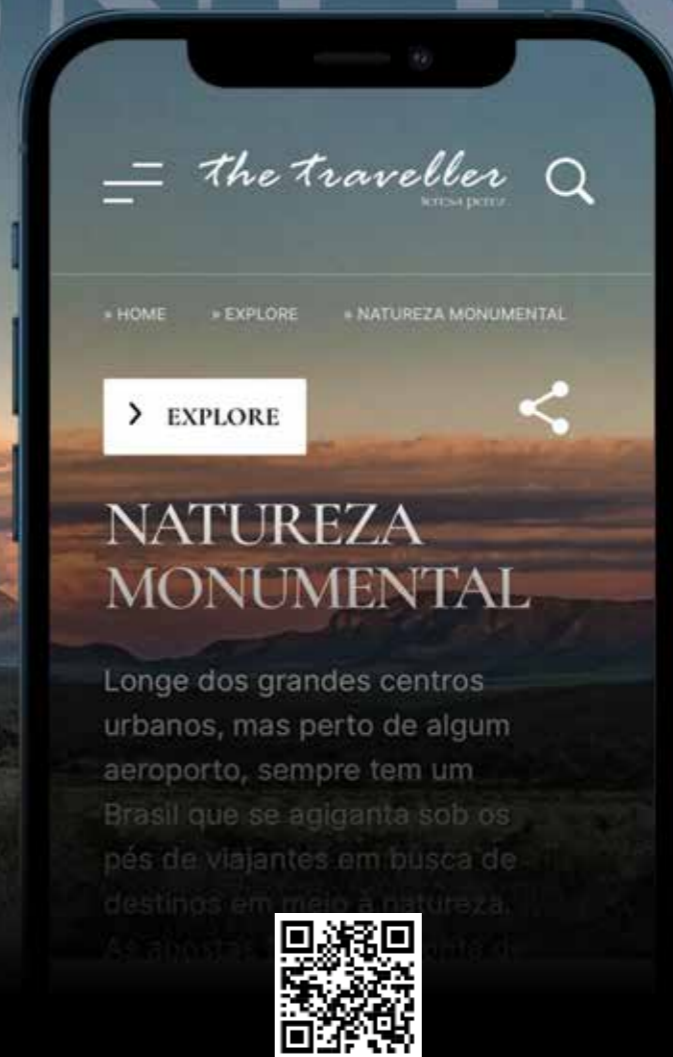 the traveller
teresa perez
» HOME » EXPLORE » NATUREZA MONUMENTAL
EXPLORE
NATUREZA
MONUMENTAL
Longe dos grandes centros
urbanos, mas perto de algum
aeroporto, sempre tem um
Brasil que se agiganta sob os
pés de viajantes em busca de
destinos em meio à natureza.
As apostas